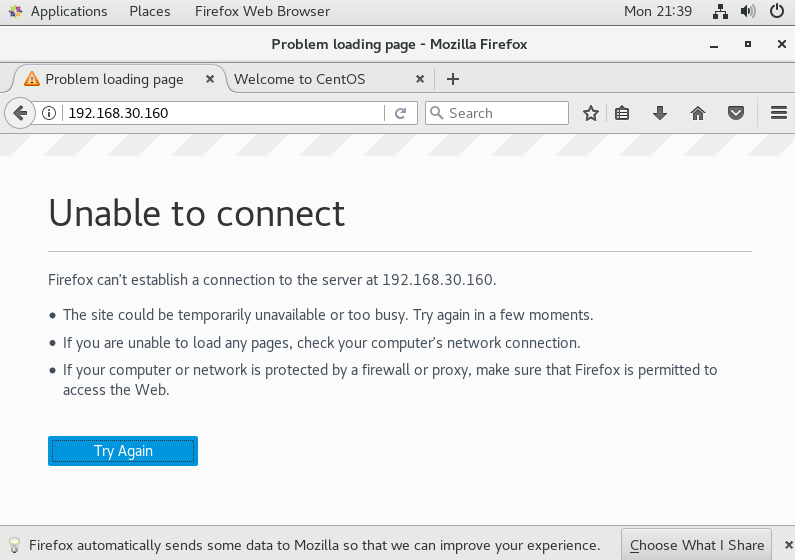 Applications Places Firefox Web Browser Mon 21:39
Problem loading page - Mozilla Firefox
Problem loading page Welcome to CentOS
192.168.30.160 Search
Unable to connect
Firefox can’t establish a connection to the server at 192.168.30.160.
• The site could be temporarily unavailable or too busy. Try again in a few moments.
• If you are unable to load any pages, check your computer’s network connection.
• If your computer or network is protected by a firewall or proxy, make sure that Firefox is permitted to
access the Web.
Try Again
Firefox automatically sends some data to Mozilla so that we can improve your experience. Choose What I Share